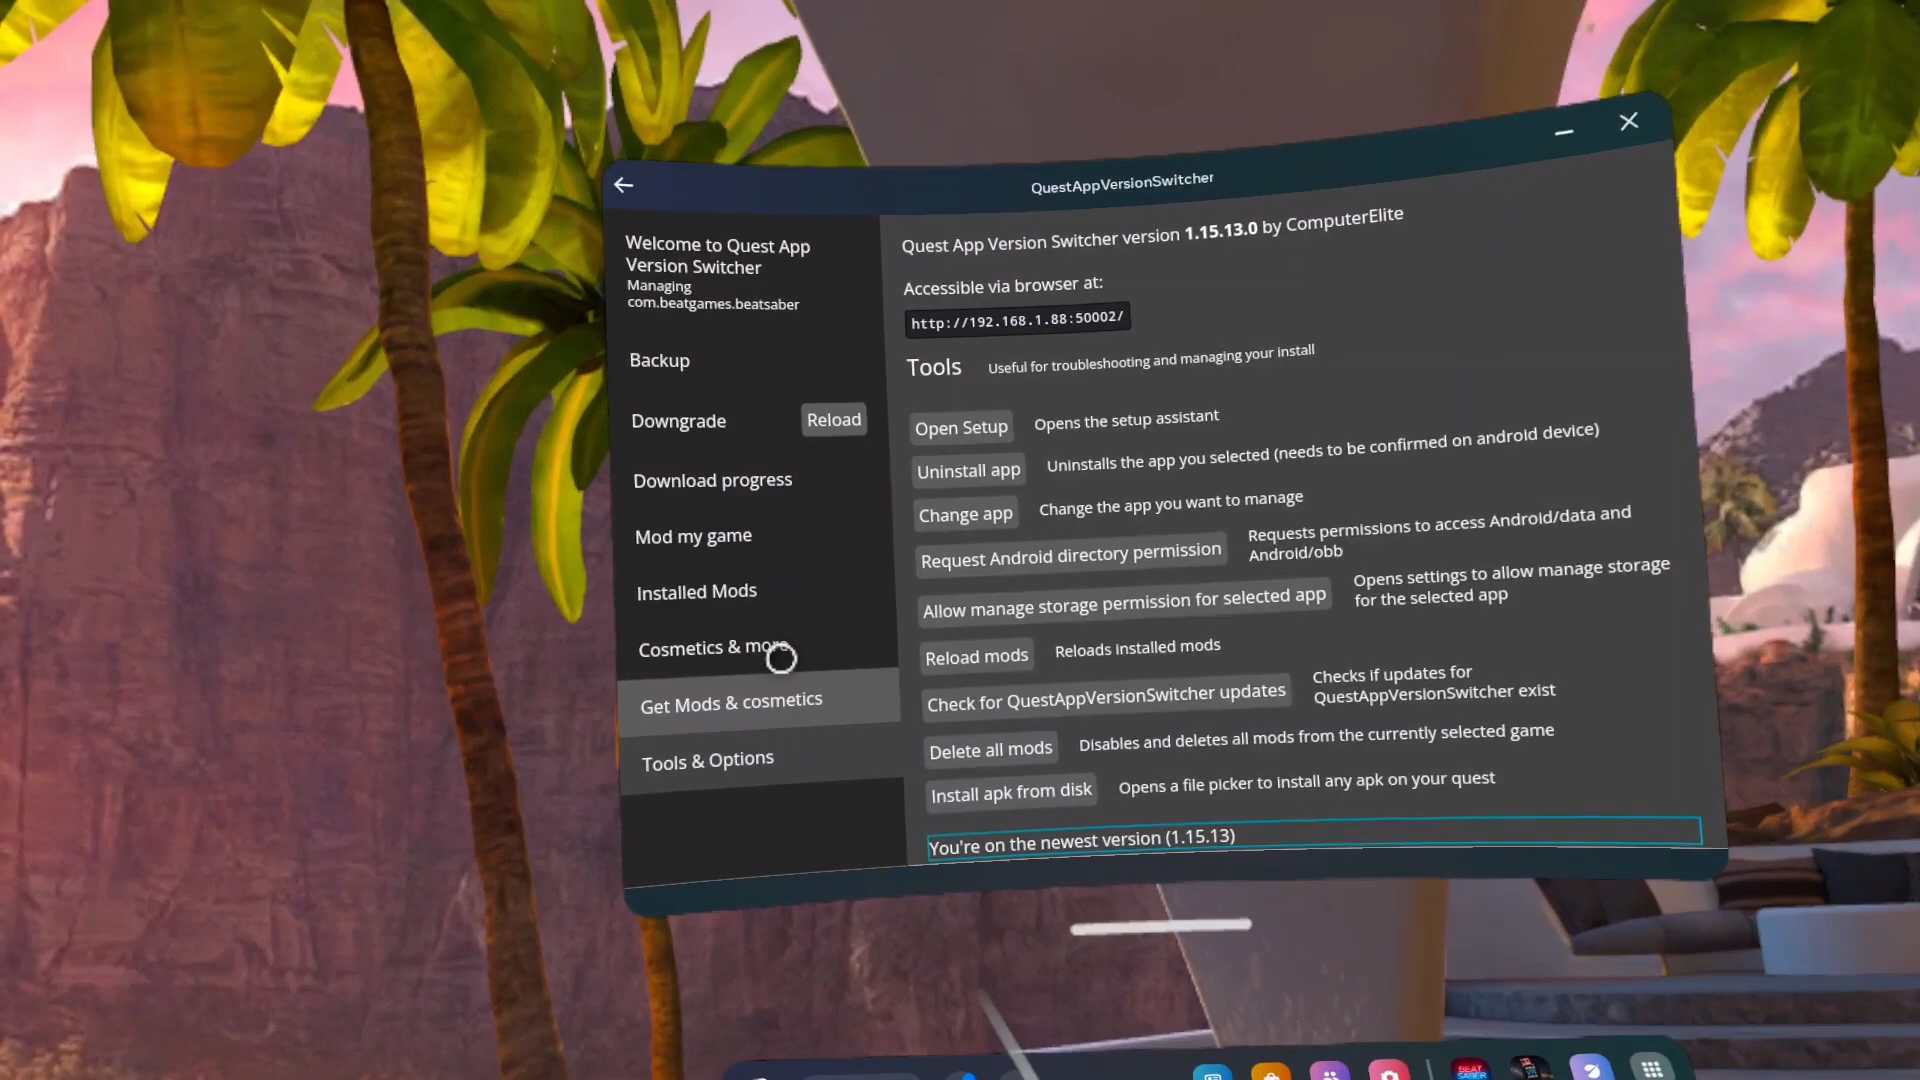 QuestAppVersionSwitcher
Welcome to Quest App
Version Switcher
Managing
com.beatgames.beatsaber
Backup
Downgrade
Reload
Download progress
Mod my game
Installed Mods
Cosmetics & more
Get Mods & cosmetics
Tools & Options
Quest App Version Switcher version 1.15.13.0 by ComputerElite
Accessible via browser at:
http://192.168.1.88:50002/
Tools Useful for troubleshooting and managing your install
Open Setup Opens the setup assistant
Uninstall app Uninstalls the app you selected (needs to be confirmed on android device)
Change app Change the app you want to manage
Request Android directory permission Requests permissions to access Android/data and
Android/obb
Allow manage storage permission for selected app Opens settings to allow manage storage
for the selected app
Reload mods Reloads installed mods
Check for QuestAppVersionSwitcher updates Checks if updates for
QuestAppVersionSwitcher exist
Delete all mods Disables and deletes all mods from the currently selected game
Install apk from disk Opens a file picker to install any apk on your quest
You're on the newest version (1.15.13)
BEAT
SABER